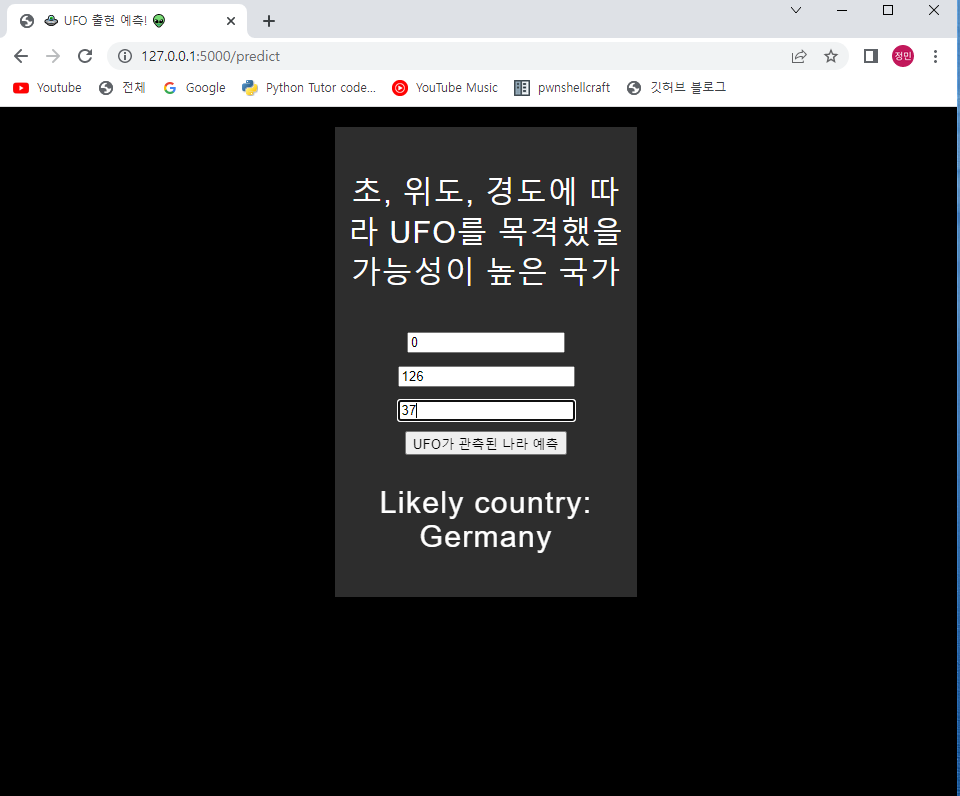 🛸 UFO 출현 예측! 👽
127.0.0.1:5000/predict
정민
Youtube
전체
Google
Python Tutor code...
YouTube Music
pwnshellcraft
깃허브 블로그
초, 위도, 경도에 따
라 UFO를 목격했을
가능성이 높은 국가
0
126
37
UFO가 관측된 나라 예측
Likely country:
Germany